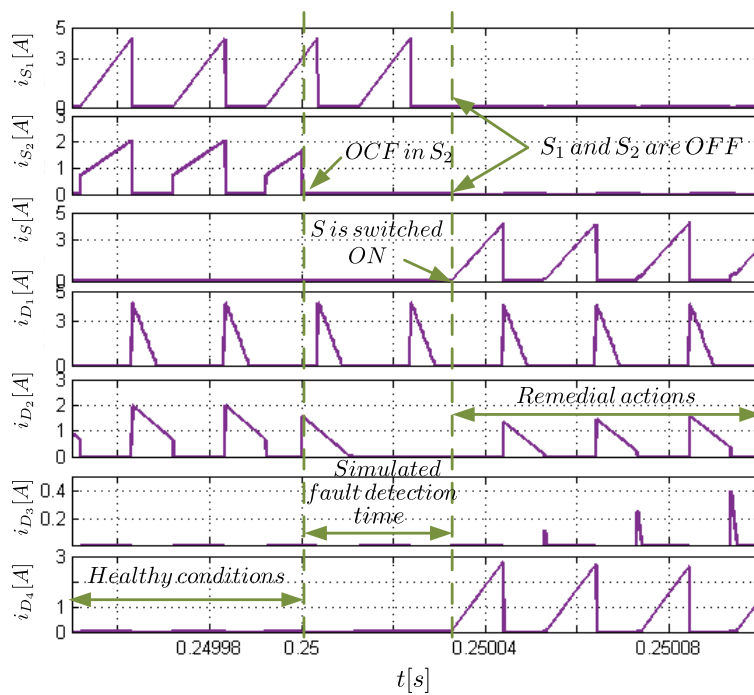 i_{S_1}[A]
5
3
0
i_{S_2}[A]
3
2
1
0
OCF in S_2
S_1 and S_2 are OFF
i_S[A]
5
3
0
S is switched
ON
i_{D_1}[A]
5
3
0
i_{D_2}[A]
3
2
1
0
Remedial actions
i_{D_3}[A]
0.4
0.2
Simulated
fault detection
time
i_{D_4}[A]
3
0
Healthy conditions
0.24998 0.25 0.25004 0.25008
t[s]